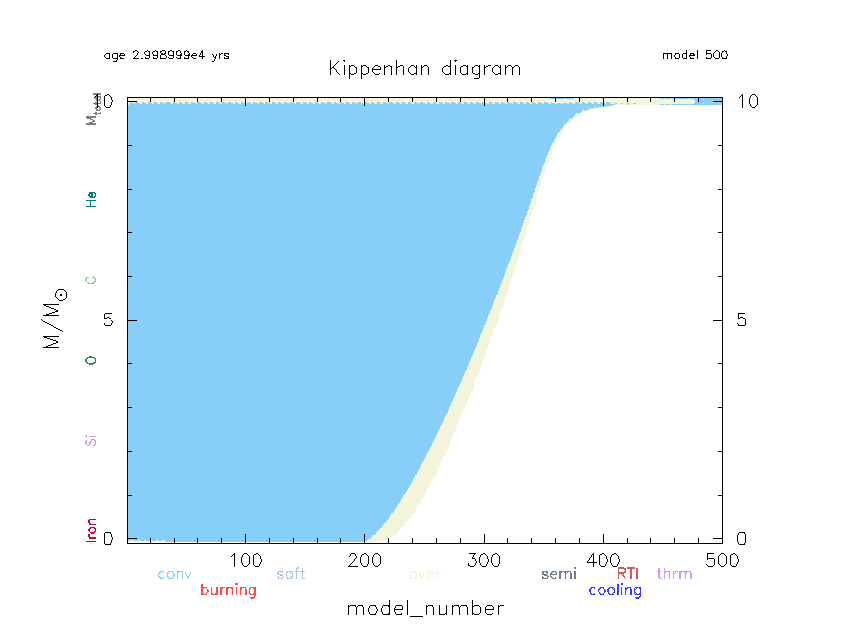 age 2.998999e4 yrs
model 500
Kippenhan diagram
10
10
M_total
He
C
5
5
M/M☉
O
Si
Iron
0
0
100 200 300 400 500
conv soft over semi RTI thrm
burning cooling
model_number